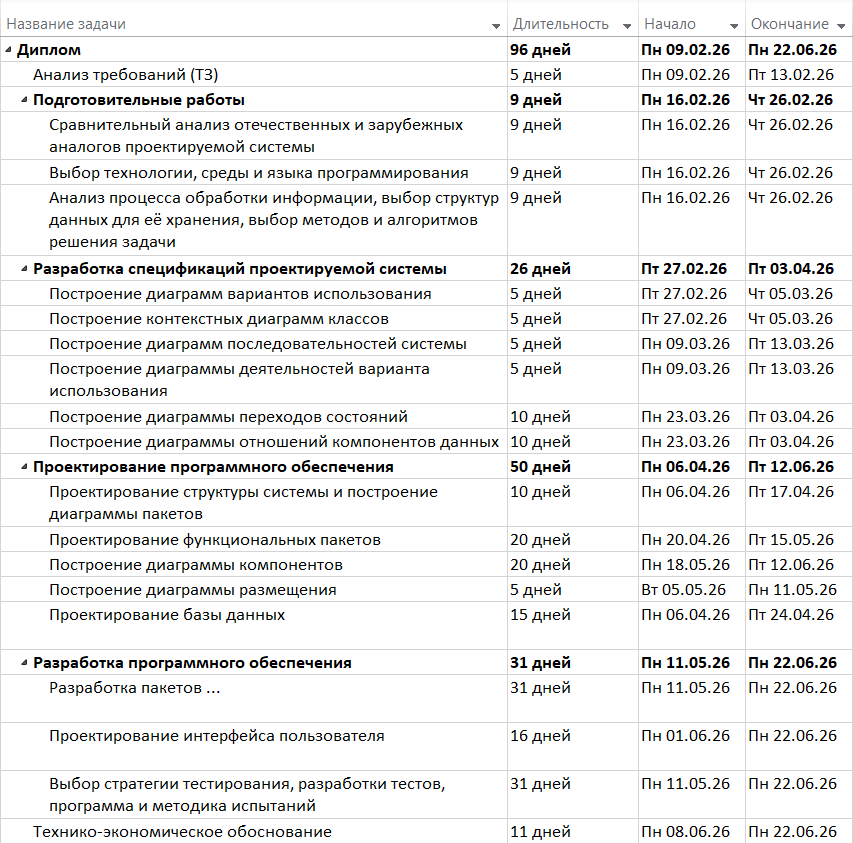 Название задачи Длительность Начало Окончание
Диплом 96 дней Пн 09.02.26 Пн 22.06.26
Анализ требований (ТЗ) 5 дней Пн 09.02.26 Пт 13.02.26
Подготовительные работы 9 дней Пн 16.02.26 Чт 26.02.26
Сравнительный анализ отечественных и зарубежных 9 дней Пн 16.02.26 Чт 26.02.26
аналогов проектируемой системы
Выбор технологии, среды и языка программирования 9 дней Пн 16.02.26 Чт 26.02.26
Анализ процесса обработки информации, выбор структур 9 дней Пн 16.02.26 Чт 26.02.26
данных для её хранения, выбор методов и алгоритмов
решения задачи
Разработка спецификаций проектируемой системы 26 дней Пт 27.02.26 Пт 03.04.26
Построение диаграмм вариантов использования 5 дней Пт 27.02.26 Чт 05.03.26
Построение контекстных диаграмм классов 5 дней Пт 27.02.26 Чт 05.03.26
Построение диаграмм последовательностей системы 5 дней Пн 09.03.26 Пт 13.03.26
Построение диаграммы деятельностей варианта 5 дней Пн 09.03.26 Пт 13.03.26
использования
Построение диаграммы переходов состояний 10 дней Пн 23.03.26 Пт 03.04.26
Построение диаграммы отношений компонентов данных 10 дней Пн 23.03.26 Пт 03.04.26
Проектирование программного обеспечения 50 дней Пн 06.04.26 Пт 12.06.26
Проектирование структуры системы и построение 10 дней Пн 06.04.26 Пт 17.04.26
диаграммы пакетов
Проектирование функциональных пакетов 20 дней Пн 20.04.26 Пт 15.05.26
Построение диаграммы компонентов 20 дней Пн 18.05.26 Пт 12.06.26
Построение диаграммы размещения 5 дней Вт 05.05.26 Пн 11.05.26
Проектирование базы данных 15 дней Пн 06.04.26 Пт 24.04.26
Разработка программного обеспечения 31 дней Пн 11.05.26 Пн 22.06.26
Разработка пакетов ... 31 дней Пн 11.05.26 Пн 22.06.26
Проектирование интерфейса пользователя 16 дней Пн 01.06.26 Пн 22.06.26
Выбор стратегии тестирования, разработки тестов, 31 дней Пн 11.05.26 Пн 22.06.26
программа и методика испытаний
Технико-экономическое обоснование 11 дней Пн 08.06.26 Пн 22.06.26